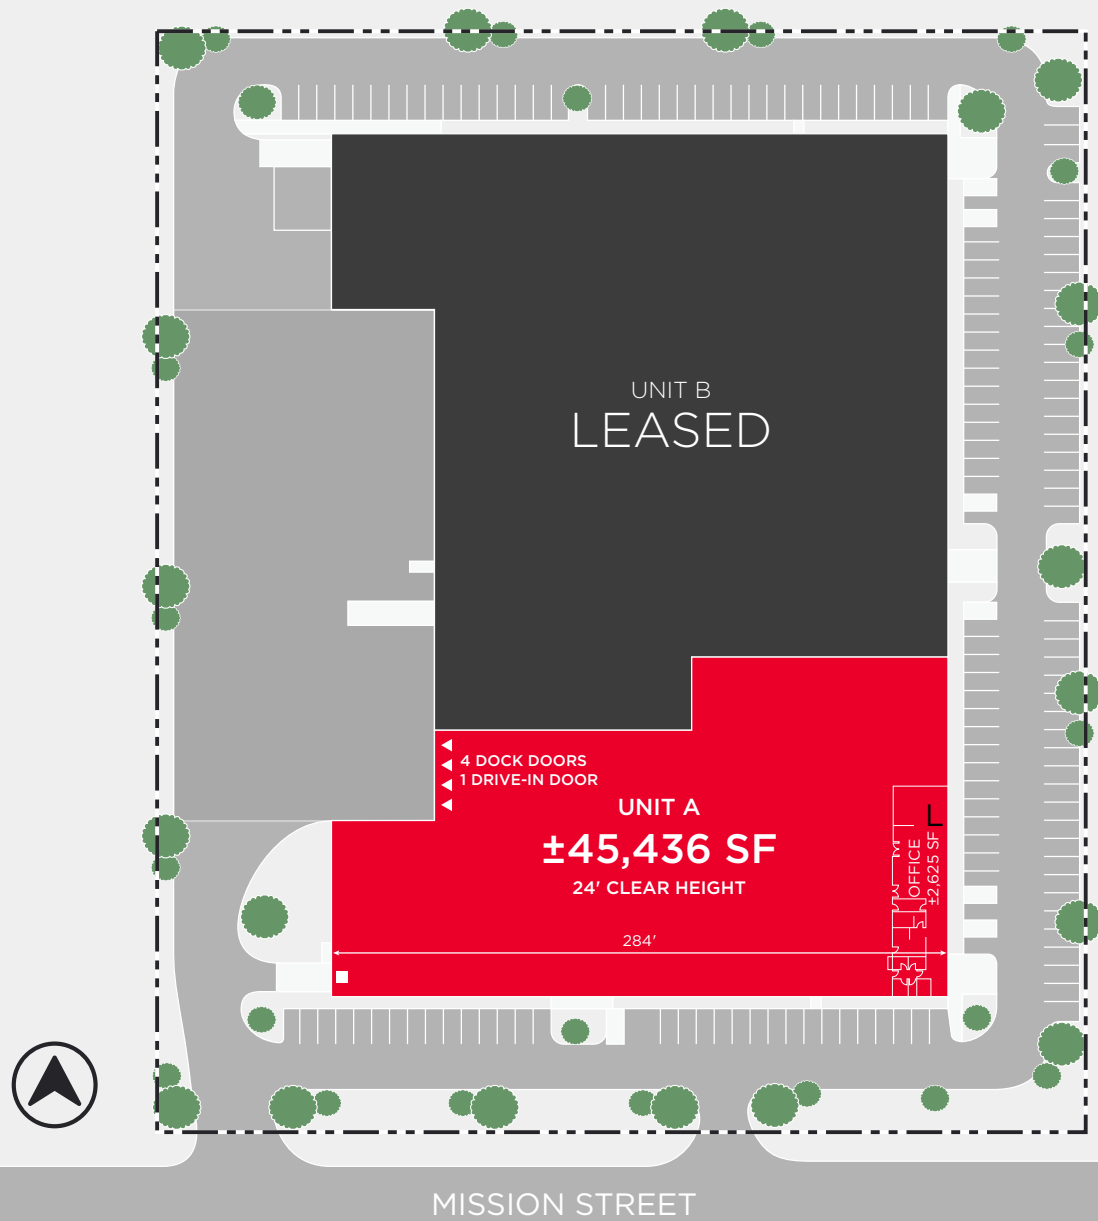 UNIT B
LEASED
4 DOCK DOORS
1 DRIVE-IN DOOR
UNIT A
±45,436 SF
24' CLEAR HEIGHT
OFFICE
±2,625 SF
L
284'
MISSION STREET